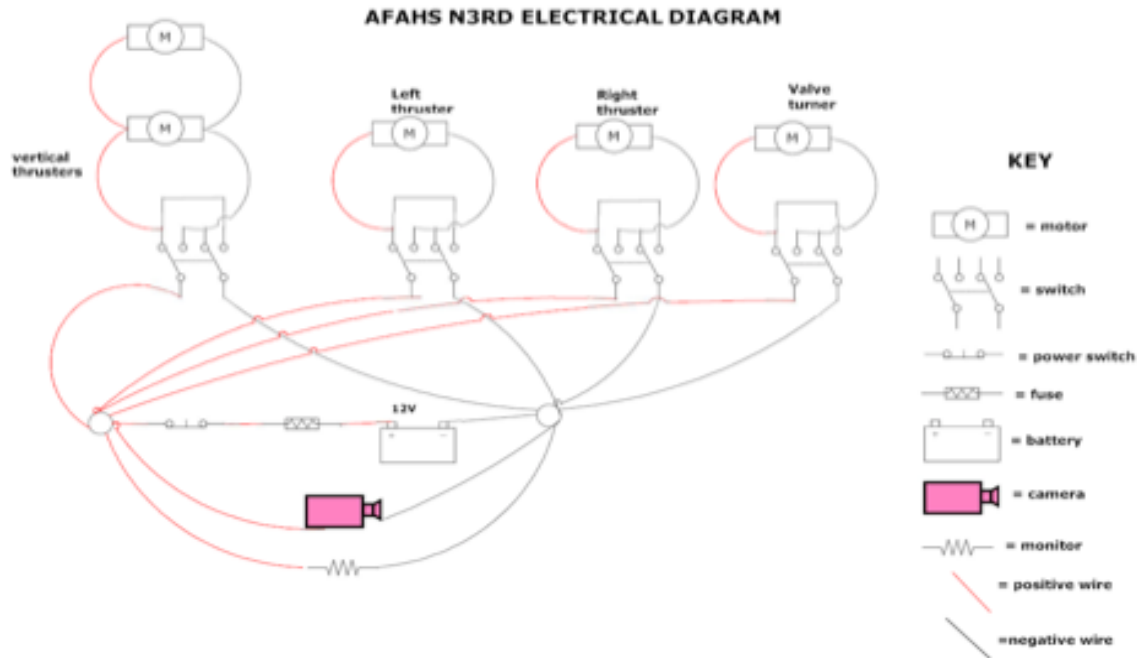 AFAHS N3RD ELECTRICAL DIAGRAM
M
M
vertical
thrusters
Left
thruster
M
Right
thruster
M
Valve
turner
M
12V
+ −
KEY
M = motor
= switch
= power switch
= fuse
+ − = battery
= camera
= monitor
= positive wire
=negative wire